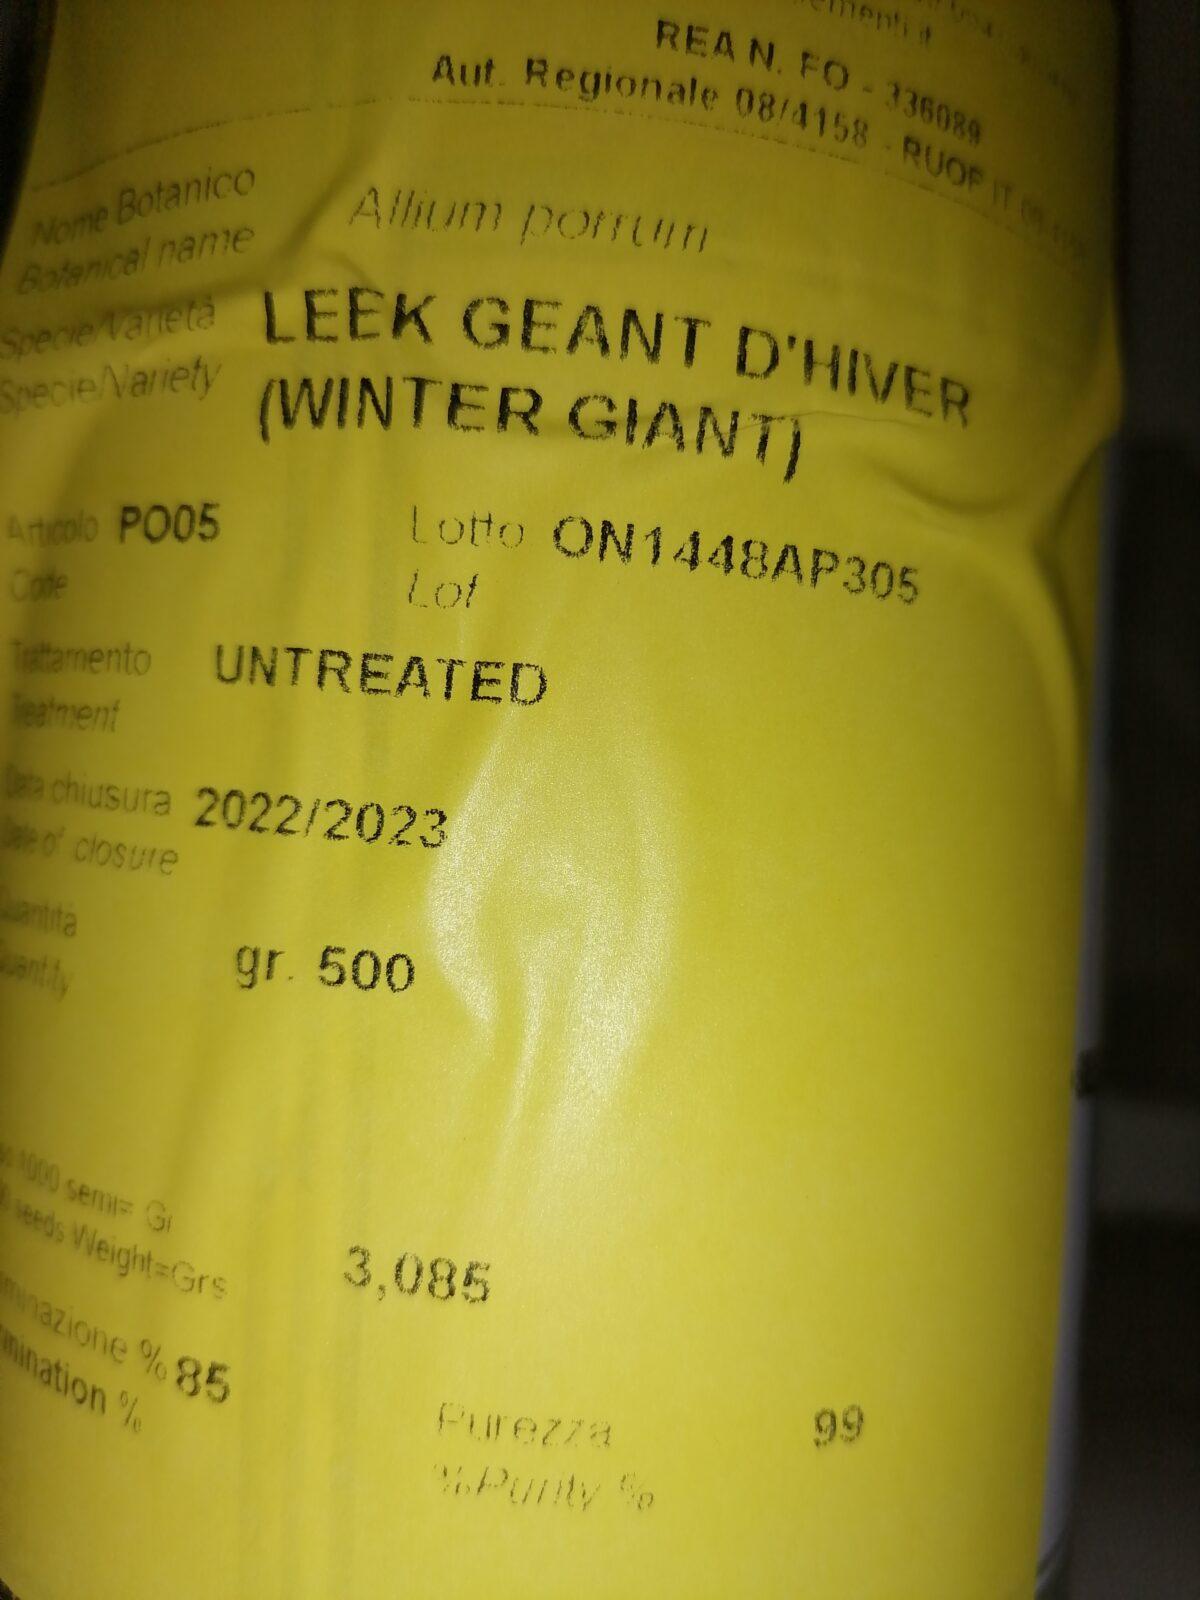 REA N. FO - 336089
Aut. Regionale 08/4158 - RUOP IT
Nome Botanico
Botanical name
Allium porrum
Specie/Varietà
Specie/Variety
LEEK GEANT D'HIVER
(WINTER GIANT)
Articolo PO05
Code
Lotto ON1448AP305
Lot
Trattamento UNTREATED
Treatment
Data chiusura 2022/2023
Date of closure
Quantità
Quantity
gr. 500
1000 semi= Gr
seeds Weight=Grs
3,085
% 85
%
Purezza 99
%Purity %